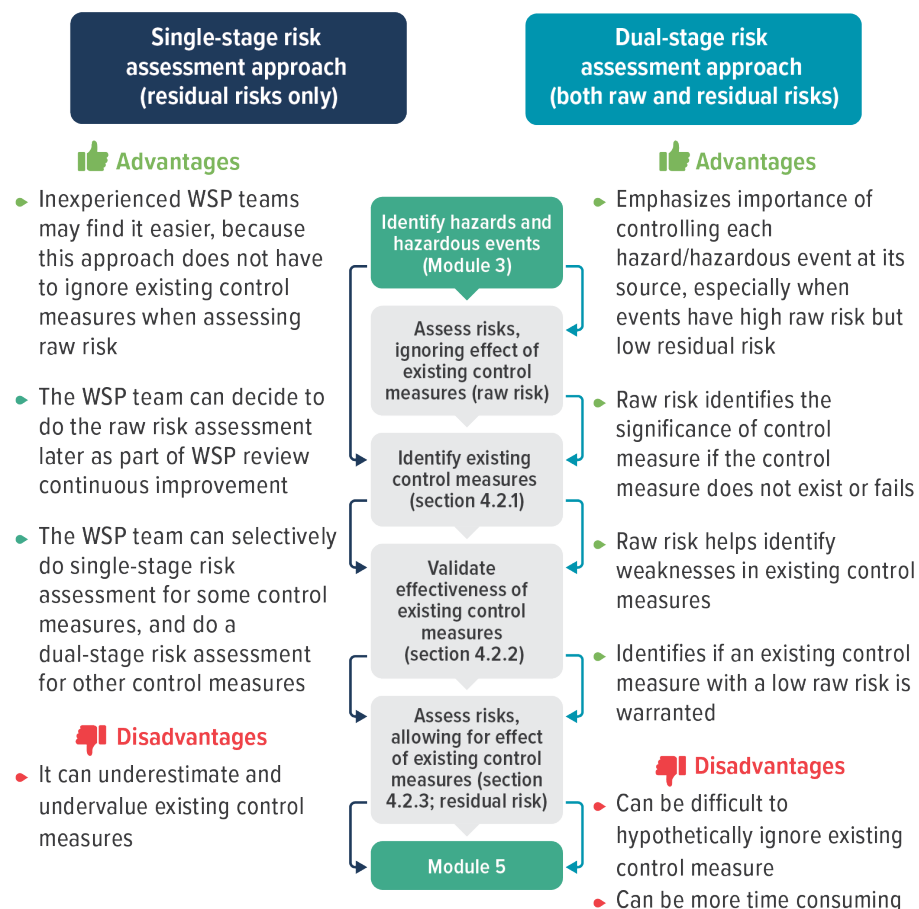 Single-stage risk
assessment approach
(residual risks only)
Advantages
Inexperienced WSP teams
may find it easier, because
this approach does not have
to ignore existing control
measures when assessing
raw risk
The WSP team can decide to
do the raw risk assessment
later as part of WSP review
continuous improvement
The WSP team can selectively
do single-stage risk
assessment for some control
measures, and do a
dual-stage risk assessment
for other control measures
Disadvantages
It can underestimate and
undervalue existing control
measures
Identify hazards and
hazardous events
(Module 3)
Assess risks,
ignoring effect of
existing control
measures (raw risk)
Identify existing
control measures
(section 4.2.1)
Validate
effectiveness of
existing control
measures
(section 4.2.2)
Assess risks,
allowing for effect
of existing control
measures (section
4.2.3; residual risk)
Module 5
Dual-stage risk
assessment approach
(both raw and residual risks)
Advantages
Emphasizes importance of
controlling each
hazard/hazardous event at its
source, especially when
events have high raw risk but
low residual risk
Raw risk identifies the
significance of control
measure if the control
measure does not exist or fails
Raw risk helps identify
weaknesses in existing control
measures
Identifies if an existing control
measure with a low raw risk is
warranted
Disadvantages
Can be difficult to
hypothetically ignore existing
control measure
Can be more time consuming